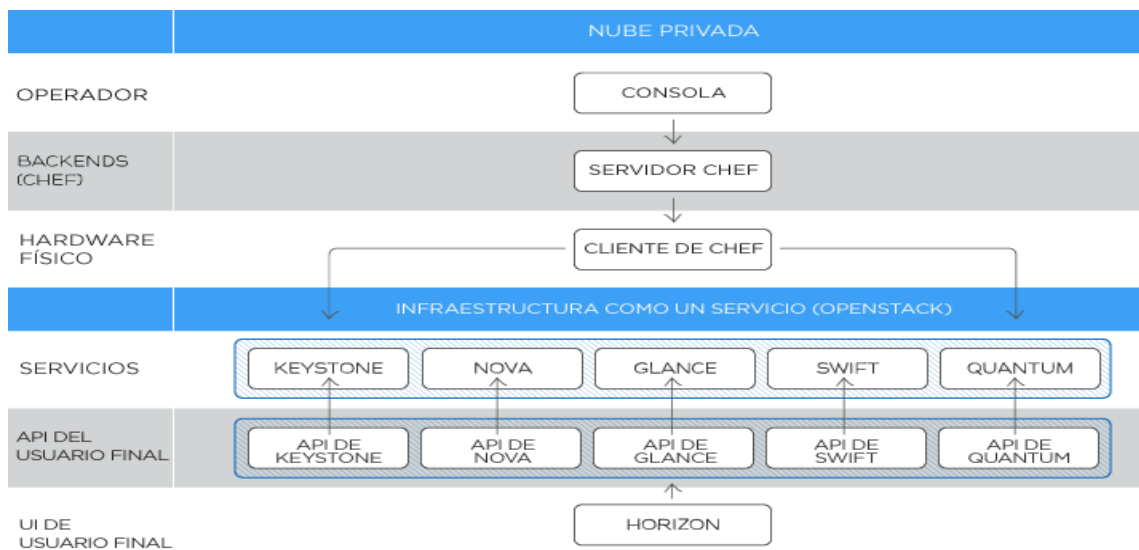 NUBE PRIVADA
OPERADOR
CONSOLA
BACKENDS
(CHEF)
SERVIDOR CHEF
HARDWARE
FÍSICO
CLIENTE DE CHEF
INFRAESTRUCTURA COMO UN SERVICIO (OPENSTACK)
SERVICIOS
KEYSTONE
NOVA
GLANCE
SWIFT
QUANTUM
API DEL
USUARIO FINAL
API DE
KEYSTONE
API DE
NOVA
API DE
GLANCE
API DE
SWIFT
API DE
QUANTUM
UI DE
USUARIO FINAL
HORIZON